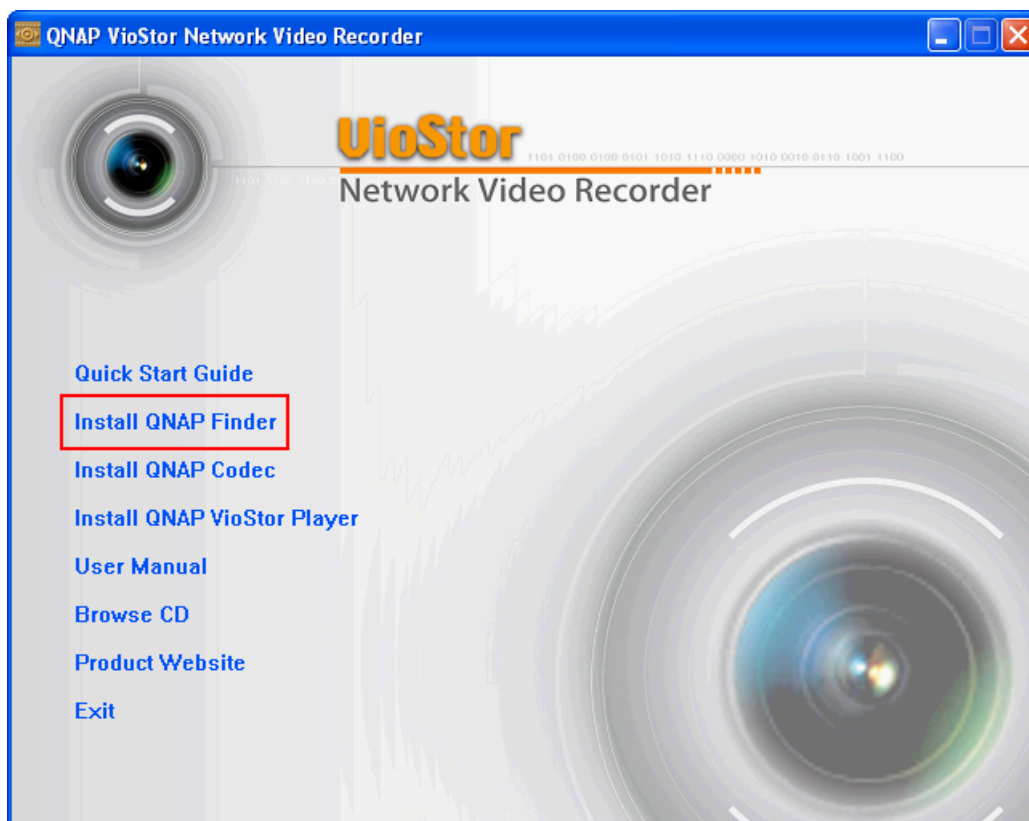 QNAP VioStor Network Video Recorder
VioStor
1101 0100 0100 0101 1010 1110 0000 1010 0010 0110 1001 1100
Network Video Recorder
Quick Start Guide
Install QNAP Finder
Install QNAP Codec
Install QNAP VioStor Player
User Manual
Browse CD
Product Website
Exit